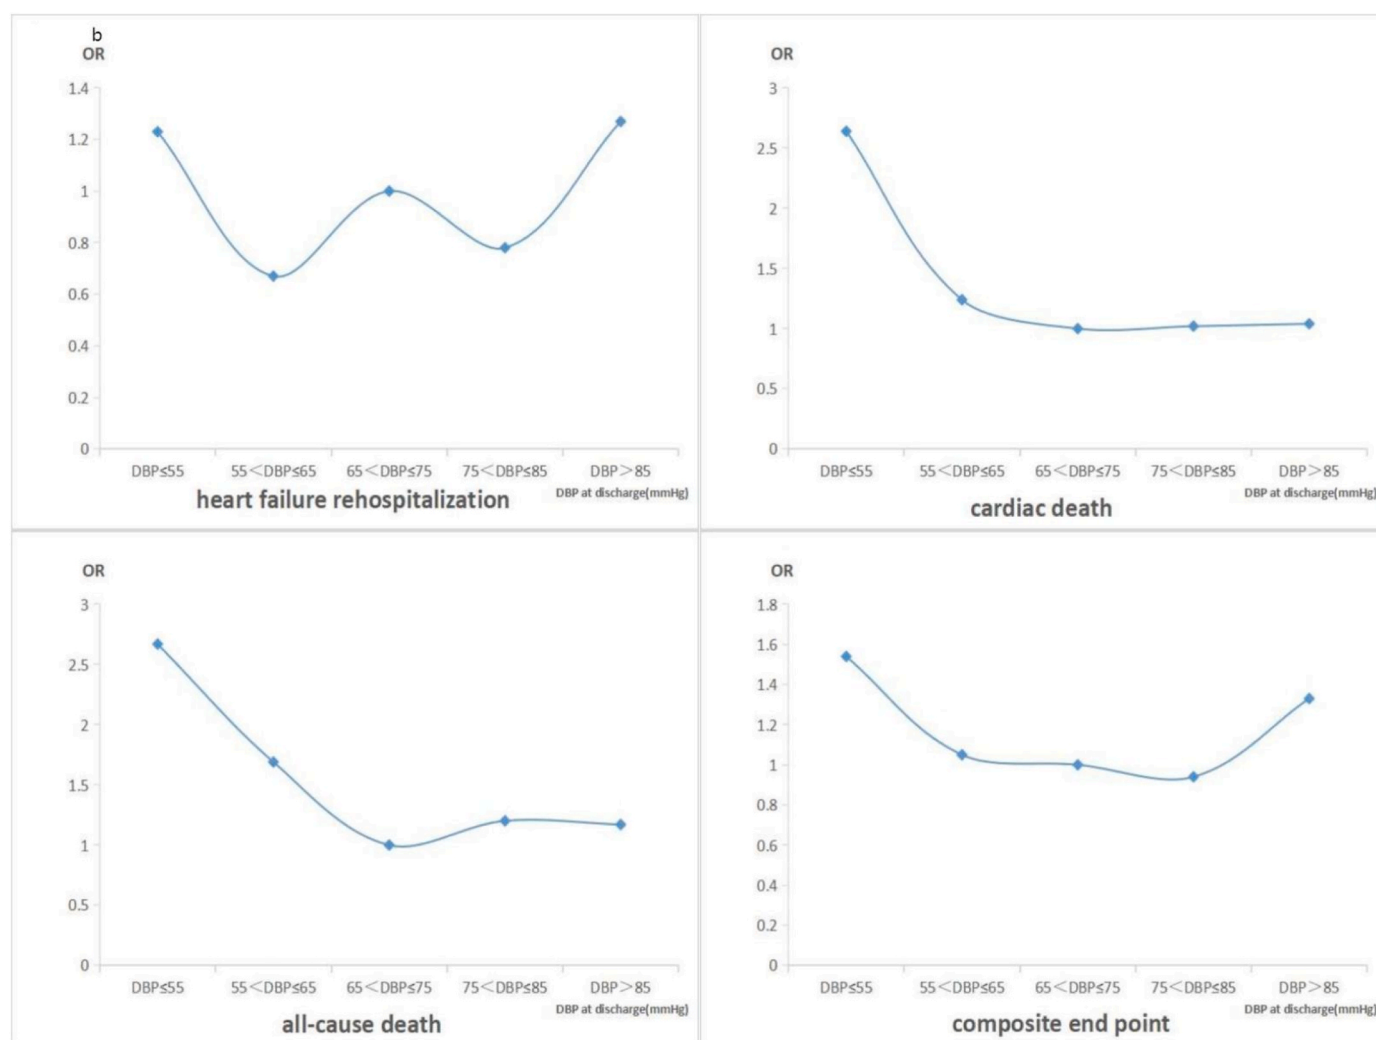 b
OR
1.4
1.2
1
0.8
0.6
0.4
0.2
0
DBP≤55 55<DBP≤65 65<DBP≤75 75<DBP≤85 DBP>85
DBP at discharge(mmHg)
heart failure rehospitalization
OR
3
2.5
2
1.5
1
0.5
0
DBP≤55 55<DBP≤65 65<DBP≤75 75<DBP≤85 DBP>85
DBP at discharge(mmHg)
cardiac death
OR
3
2.5
2
1.5
1
0.5
0
DBP≤55 55<DBP≤65 65<DBP≤75 75<DBP≤85 DBP>85
DBP at discharge(mmHg)
all-cause death
OR
1.8
1.6
1.4
1.2
1
0.8
0.6
0.4
0.2
0
DBP≤55 55<DBP≤65 65<DBP≤75 75<DBP≤85 DBP>85
DBP at discharge(mmHg)
composite end point